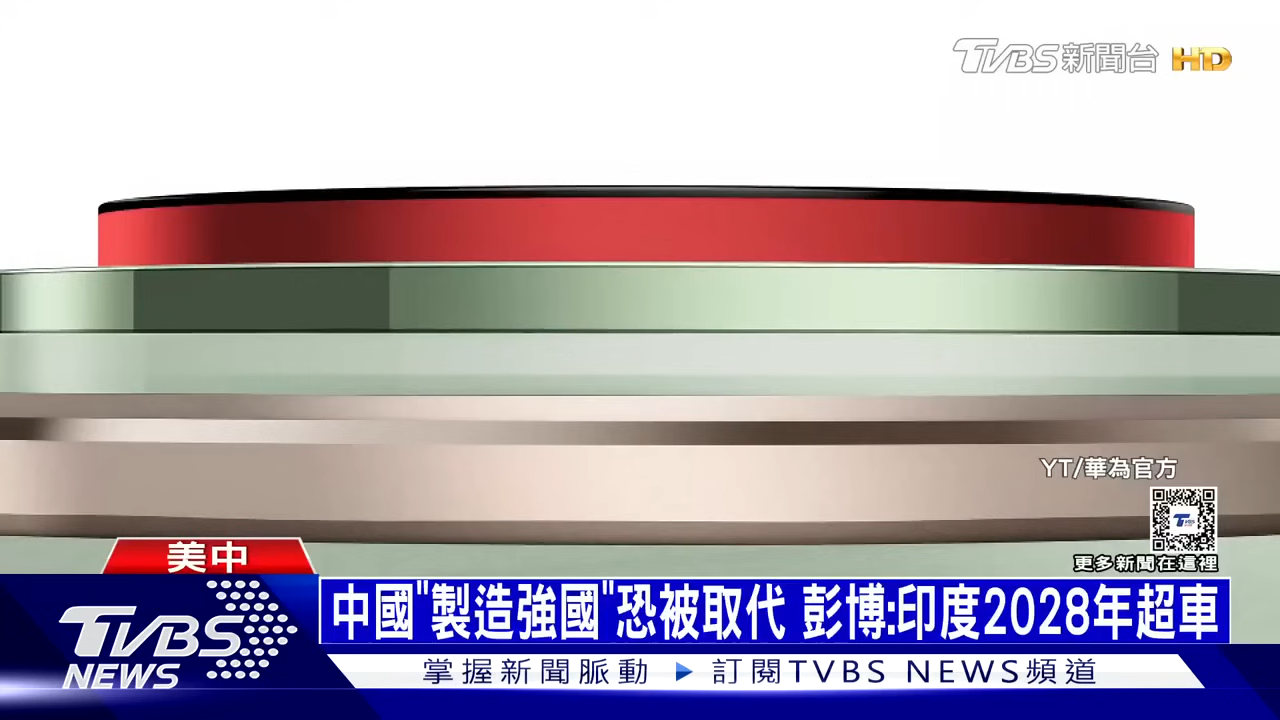 TVBS新聞台 HD
YT/華為官方
更多新聞在這裡
美中
中國"製造強國"恐被取代 彭博:印度2028年超車
TVBS NEWS
掌握新聞脈動 ▶ 訂閱TVBS NEWS頻道